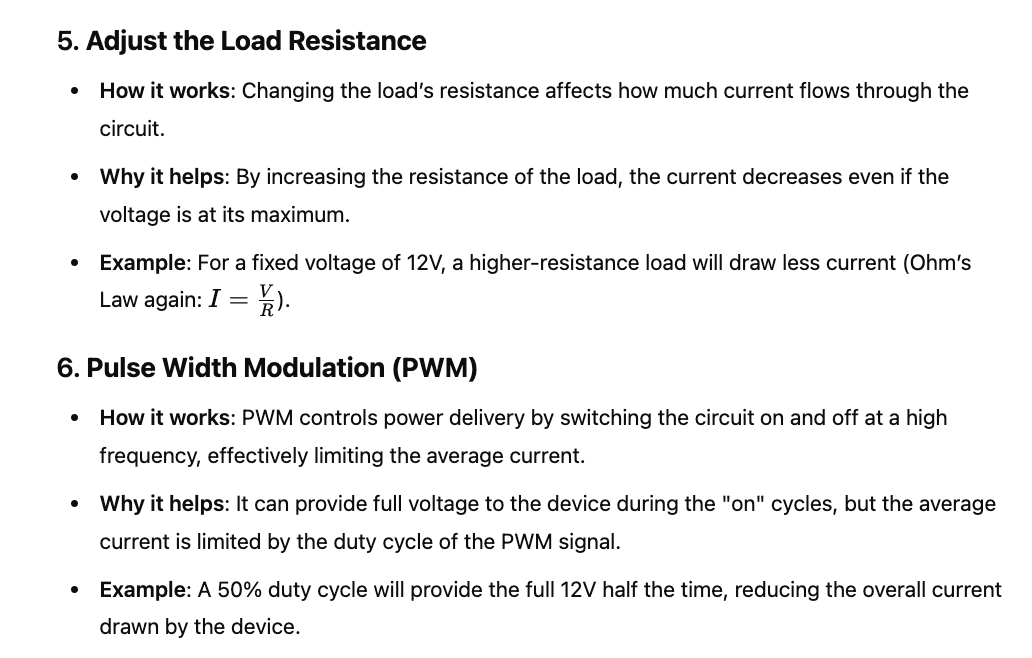 5. Adjust the Load Resistance
• How it works: Changing the load’s resistance affects how much current flows through the
circuit.
• Why it helps: By increasing the resistance of the load, the current decreases even if the
voltage is at its maximum.
• Example: For a fixed voltage of 12V, a higher-resistance load will draw less current (Ohm’s
Law again: I = V/R).
6. Pulse Width Modulation (PWM)
• How it works: PWM controls power delivery by switching the circuit on and off at a high
frequency, effectively limiting the average current.
• Why it helps: It can provide full voltage to the device during the "on" cycles, but the average
current is limited by the duty cycle of the PWM signal.
• Example: A 50% duty cycle will provide the full 12V half the time, reducing the overall current
drawn by the device.